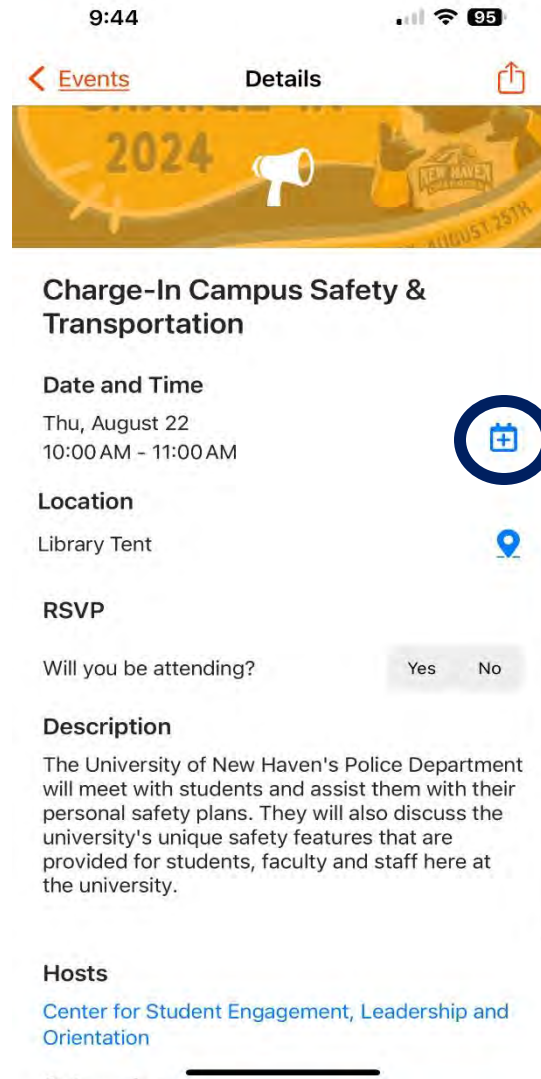 9:44
95
Events
Details
2024
NEW HAVEN
AUGUST 25TH
Charge-In Campus Safety &
Transportation
Date and Time
Thu, August 22
10:00 AM - 11:00 AM
Location
Library Tent
RSVP
Will you be attending?
Yes No
Description
The University of New Haven's Police Department
will meet with students and assist them with their
personal safety plans. They will also discuss the
university's unique safety features that are
provided for students, faculty and staff here at
the university.
Hosts
Center for Student Engagement, Leadership and
Orientation